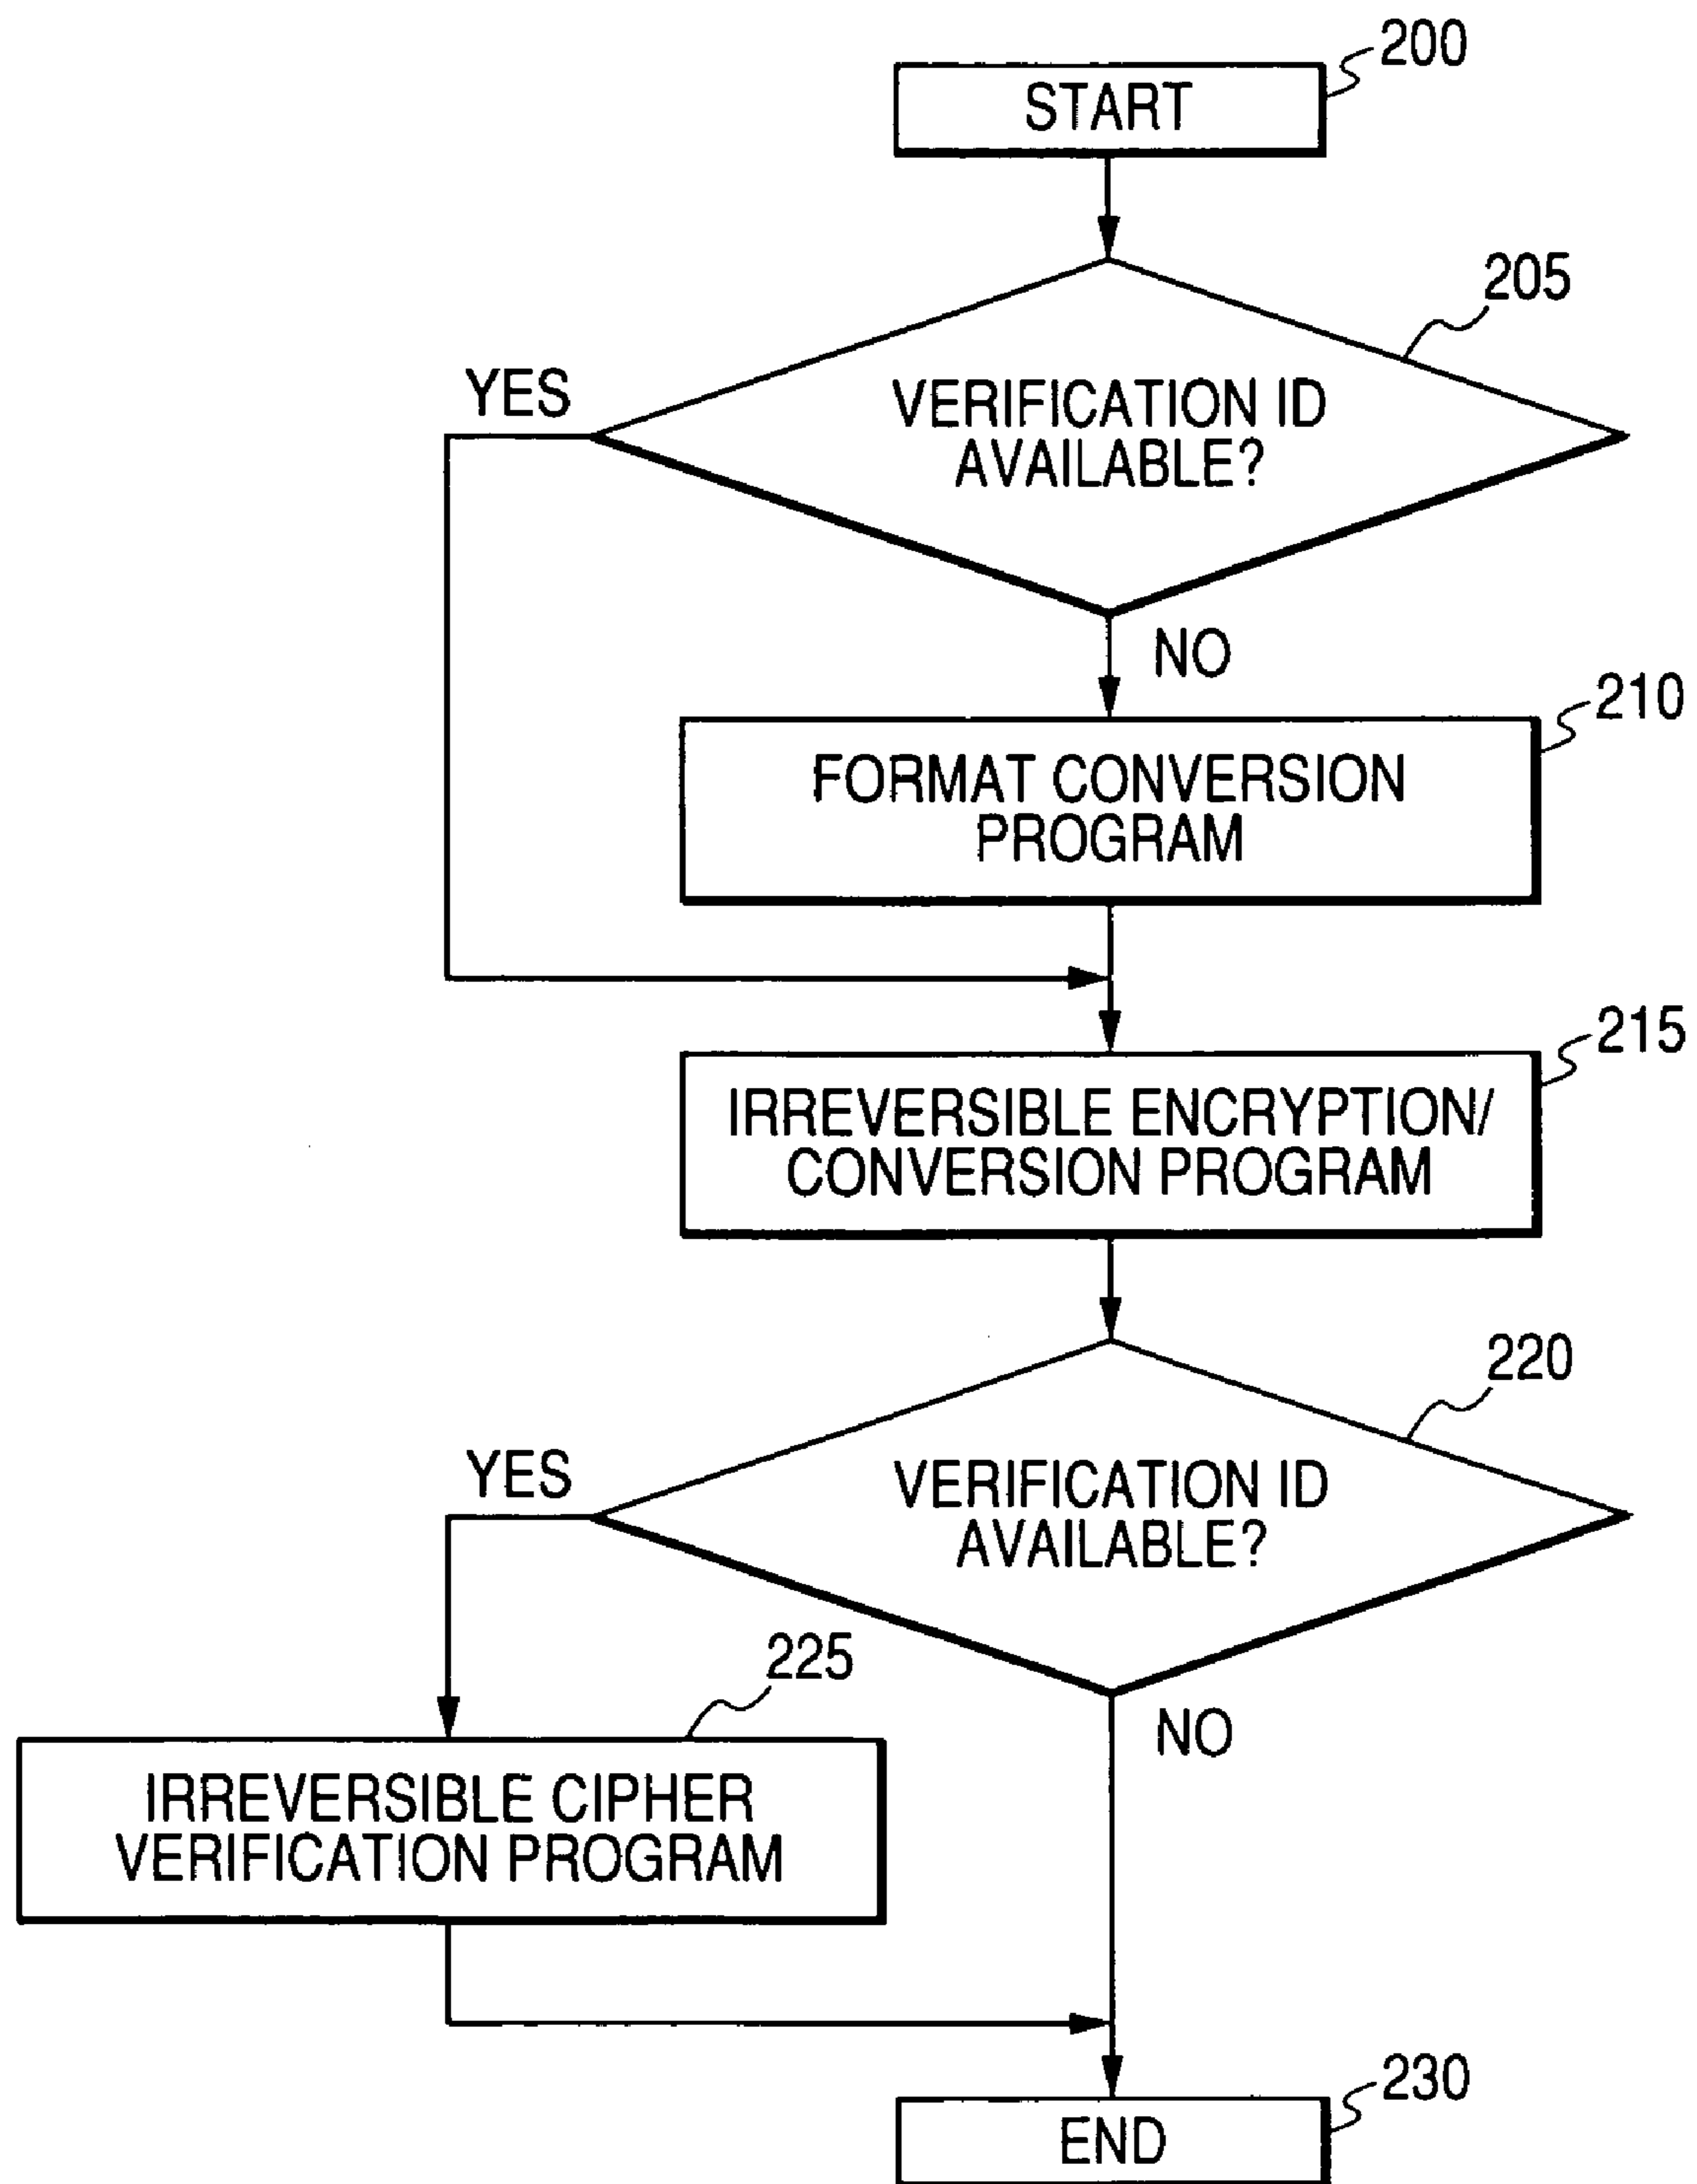 200
START
205
YES
VERIFICATION ID
AVAILABLE?
NO
210
FORMAT CONVERSION
PROGRAM
215
IRREVERSIBLE ENCRYPTION/
CONVERSION PROGRAM
220
YES
VERIFICATION ID
AVAILABLE?
225
NO
IRREVERSIBLE CIPHER
VERIFICATION PROGRAM
230
END